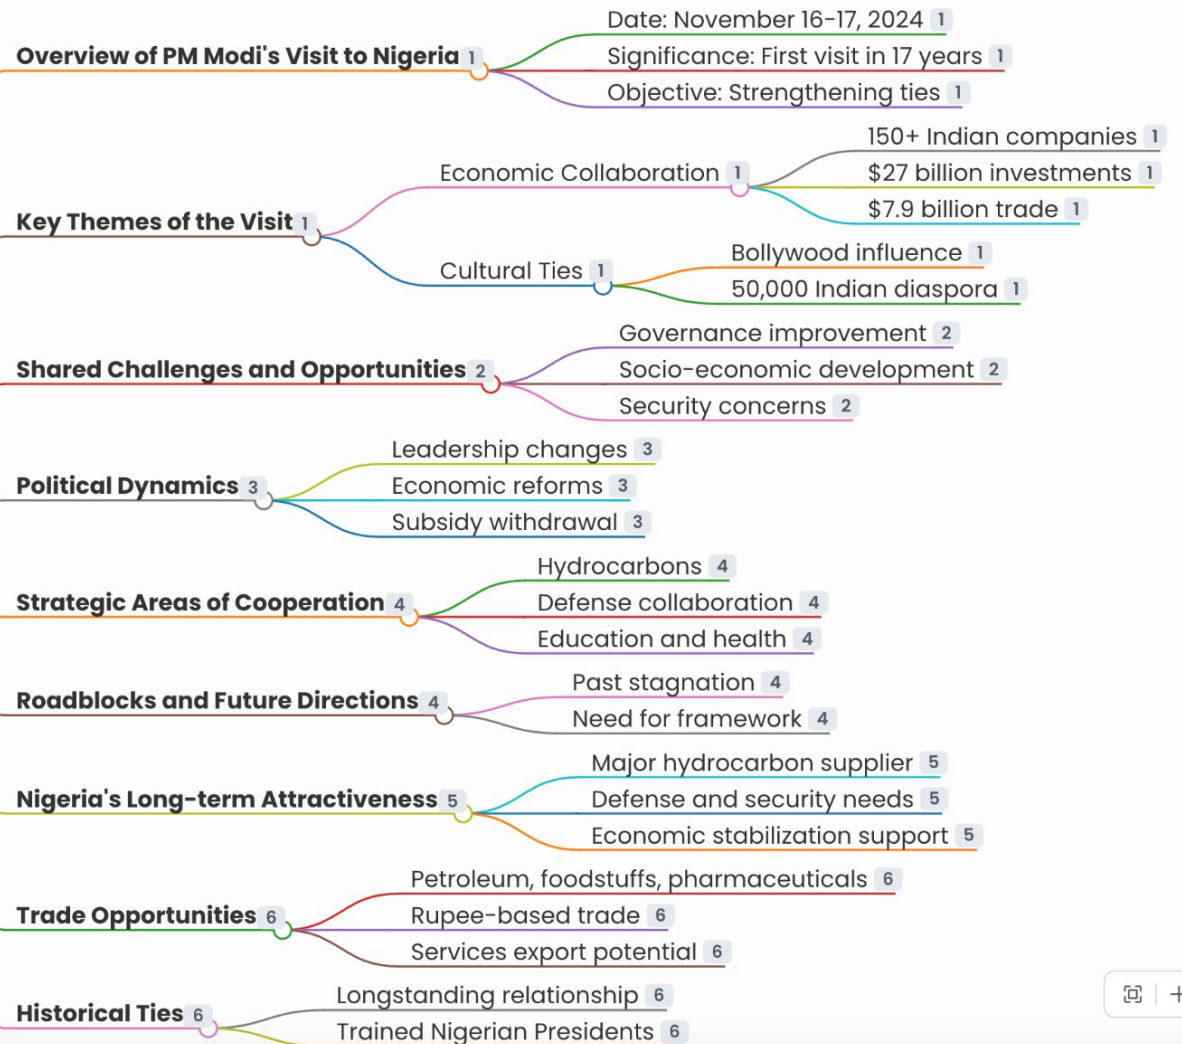 Overview of PM Modi's Visit to Nigeria 1
Date: November 16-17, 2024 1
Significance: First visit in 17 years 1
Objective: Strengthening ties 1
Key Themes of the Visit 1
Economic Collaboration 1
150+ Indian companies 1
$27 billion investments 1
$7.9 billion trade 1
Cultural Ties 1
Bollywood influence 1
50,000 Indian diaspora 1
Shared Challenges and Opportunities 2
Governance improvement 2
Socio-economic development 2
Security concerns 2
Political Dynamics 3
Leadership changes 3
Economic reforms 3
Subsidy withdrawal 3
Strategic Areas of Cooperation 4
Hydrocarbons 4
Defense collaboration 4
Education and health 4
Roadblocks and Future Directions 4
Past stagnation 4
Need for framework 4
Nigeria's Long-term Attractiveness 5
Major hydrocarbon supplier 5
Defense and security needs 5
Economic stabilization support 5
Trade Opportunities 6
Petroleum, foodstuffs, pharmaceuticals 6
Rupee-based trade 6
Services export potential 6
Historical Ties 6
Longstanding relationship 6
Trained Nigerian Presidents 6